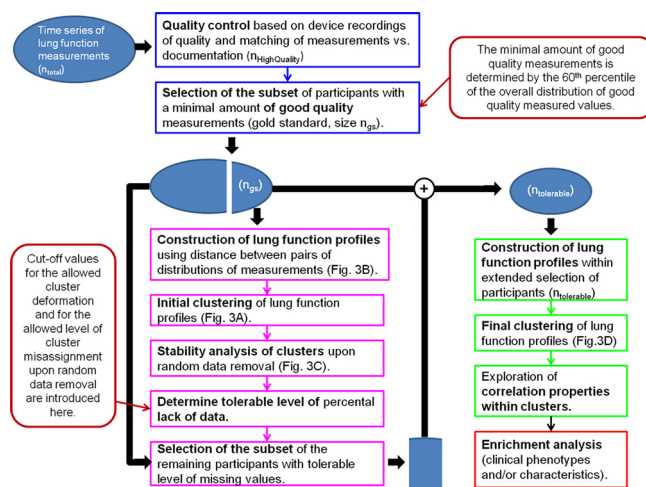 Time series of
lung function
measurements
(ntotal)
Quality control based on device recordings
of quality and matching of measurements vs.
documentation (nHighQuality)
Selection of the subset of participants with
a minimal amount of good quality
measurements (gold standard, size ngs).
The minimal amount of good
quality measurements is
determined by the 60th percentile
of the overall distribution of good
quality measured values.
(ngs)
+
(ntolerable)
Construction of lung function profiles
using distance between pairs of
distributions of measurements (Fig. 3B).
Initial clustering of lung function
profiles (Fig. 3A).
Stability analysis of clusters upon
random data removal (Fig. 3C).
Determine tolerable level of percental
lack of data.
Selection of the subset of the
remaining participants with tolerable
level of missing values.
Cut-off values
for the allowed
cluster
deformation
and for the
allowed level of
cluster
misassignment
upon random
data removal
are introduced
here.
Construction of lung
function profiles within
extended selection of
participants (ntolerable)
Final clustering of lung
function profiles (Fig.3D)
Exploration of
correlation properties
within clusters.
Enrichment analysis
(clinical phenotypes
and/or characteristics).